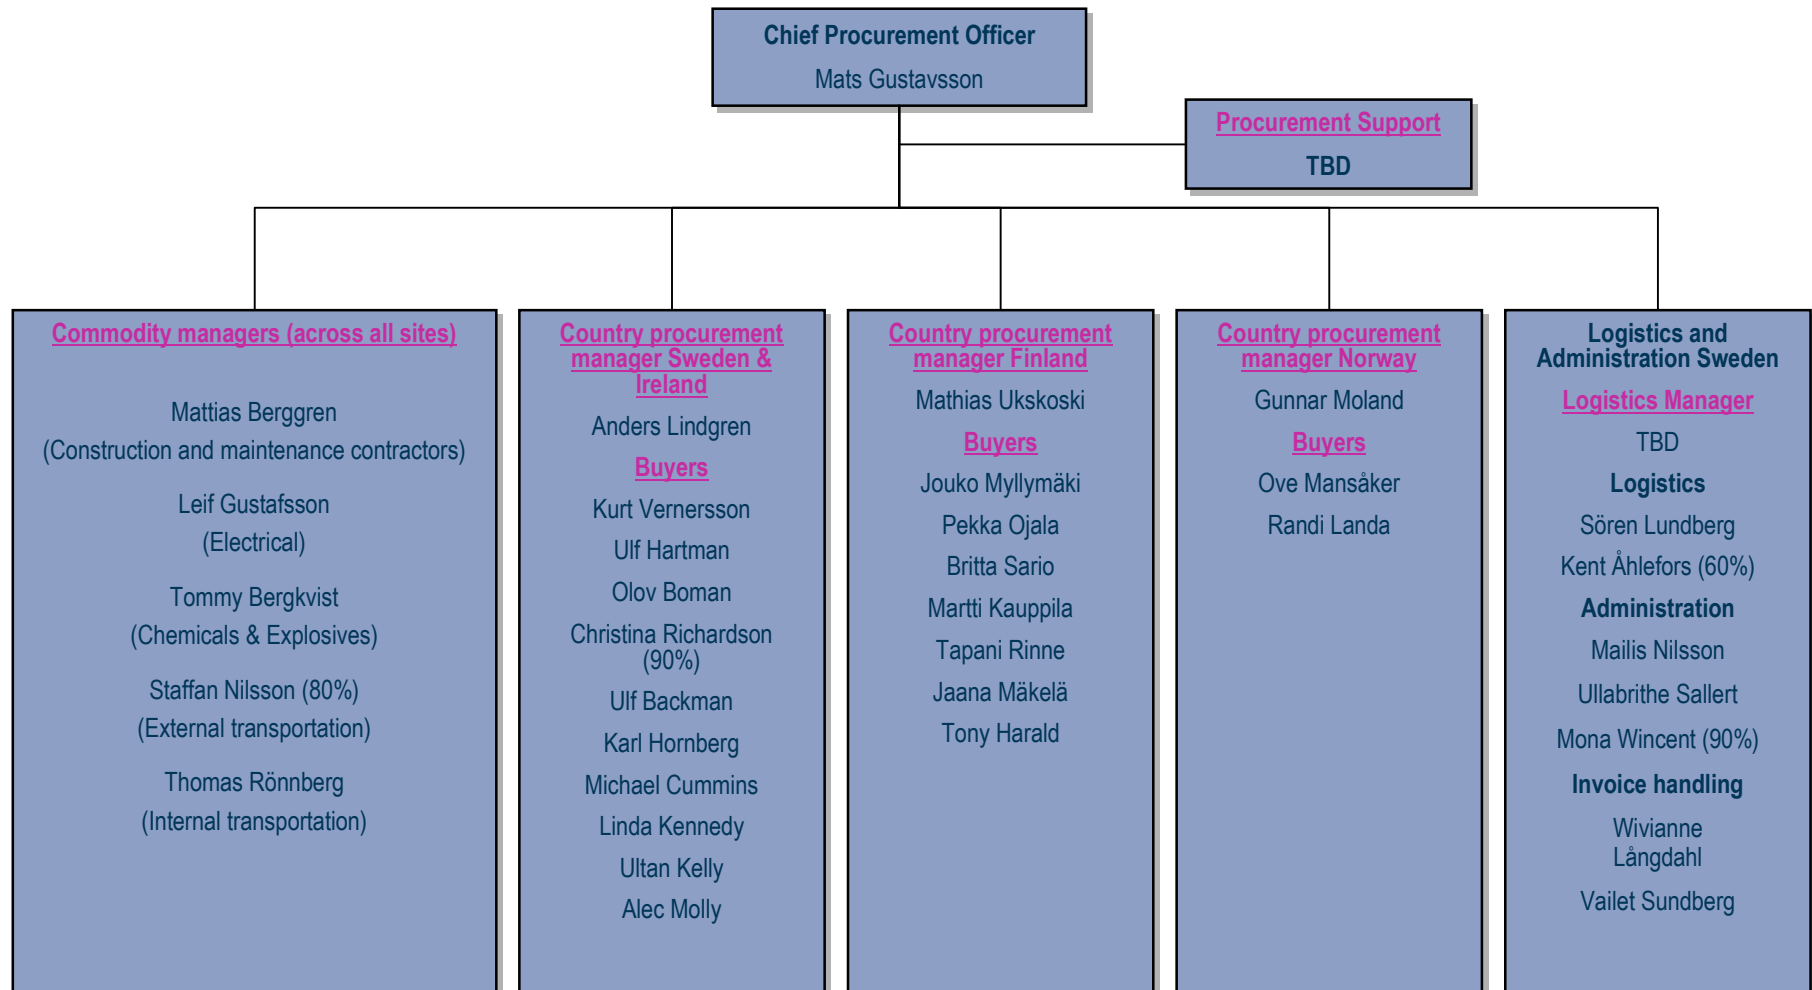 Chief Procurement Officer
Mats Gustavsson
Procurement Support
TBD
Commodity managers (across all sites)
Mattias Berggren
(Construction and maintenance contractors)
Leif Gustafsson
(Electrical)
Tommy Bergkvist
(Chemicals & Explosives)
Staffan Nilsson (80%)
(External transportation)
Thomas Rönnberg
(Internal transportation)
Country procurement
manager Sweden &
Ireland
Anders Lindgren
Buyers
Kurt Vernersson
Ulf Hartman
Olov Boman
Christina Richardson
(90%)
Ulf Backman
Karl Hornberg
Michael Cummins
Linda Kennedy
Ultan Kelly
Alec Molly
Country procurement
manager Finland
Mathias Ukskoski
Buyers
Jouko Myllymäki
Pekka Ojala
Britta Sario
Martti Kauppila
Tapani Rinne
Jaana Mäkelä
Tony Harald
Country procurement
manager Norway
Gunnar Moland
Buyers
Ove Mansåker
Randi Landa
Logistics and
Administration Sweden
Logistics Manager
TBD
Logistics
Sören Lundberg
Kent Åhlefors (60%)
Administration
Mailis Nilsson
Ullabrithe Sallert
Mona Wincent (90%)
Invoice handling
Wivianne
Långdahl
Vailet Sundberg